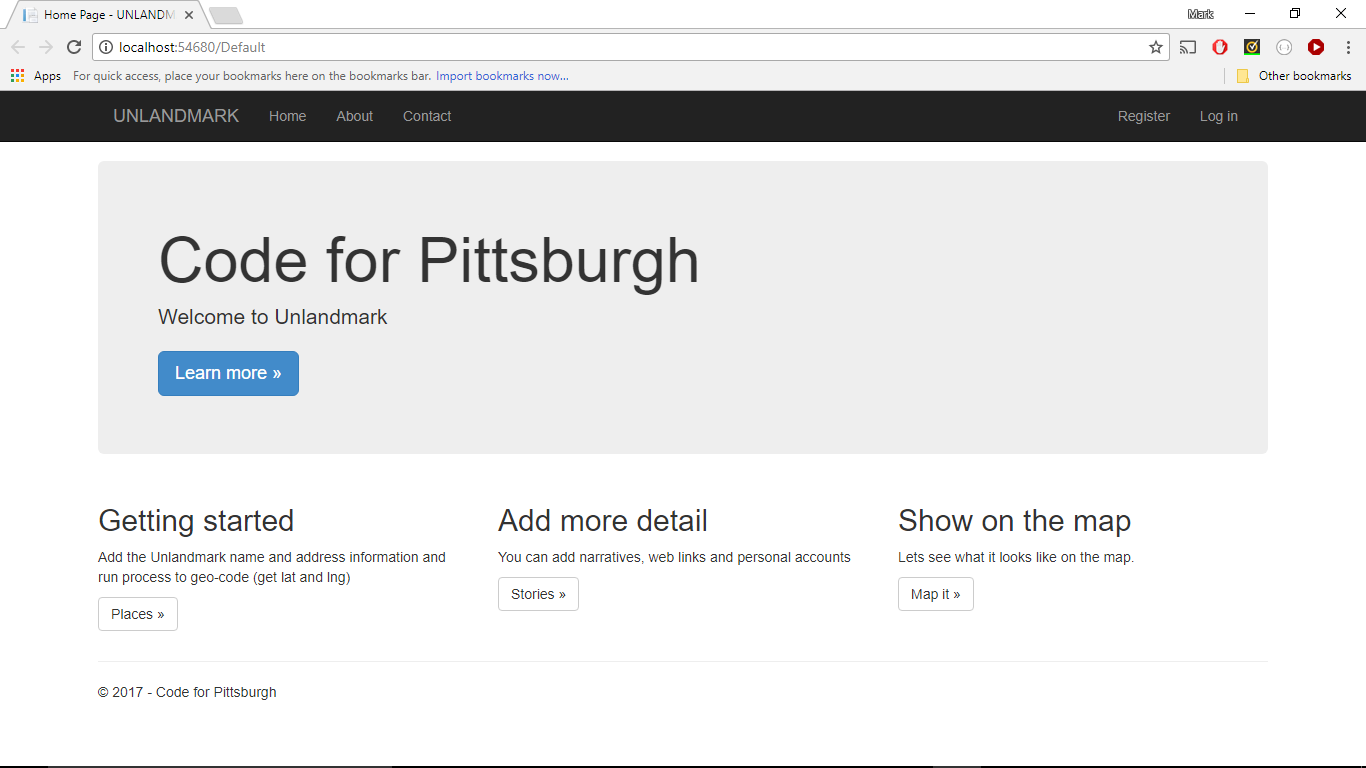 Home Page - UNLANDM
Mark
localhost:54680/Default
Apps For quick access, place your bookmarks here on the bookmarks bar. Import bookmarks now... Other bookmarks
UNLANDMARK Home About Contact Register Log in
Code for Pittsburgh
Welcome to Unlandmark
Learn more »
Getting started
Add the Unlandmark name and address information and
run process to geo-code (get lat and lng)
Places »
Add more detail
You can add narratives, web links and personal accounts
Stories »
Show on the map
Lets see what it looks like on the map.
Map it »
© 2017 - Code for Pittsburgh